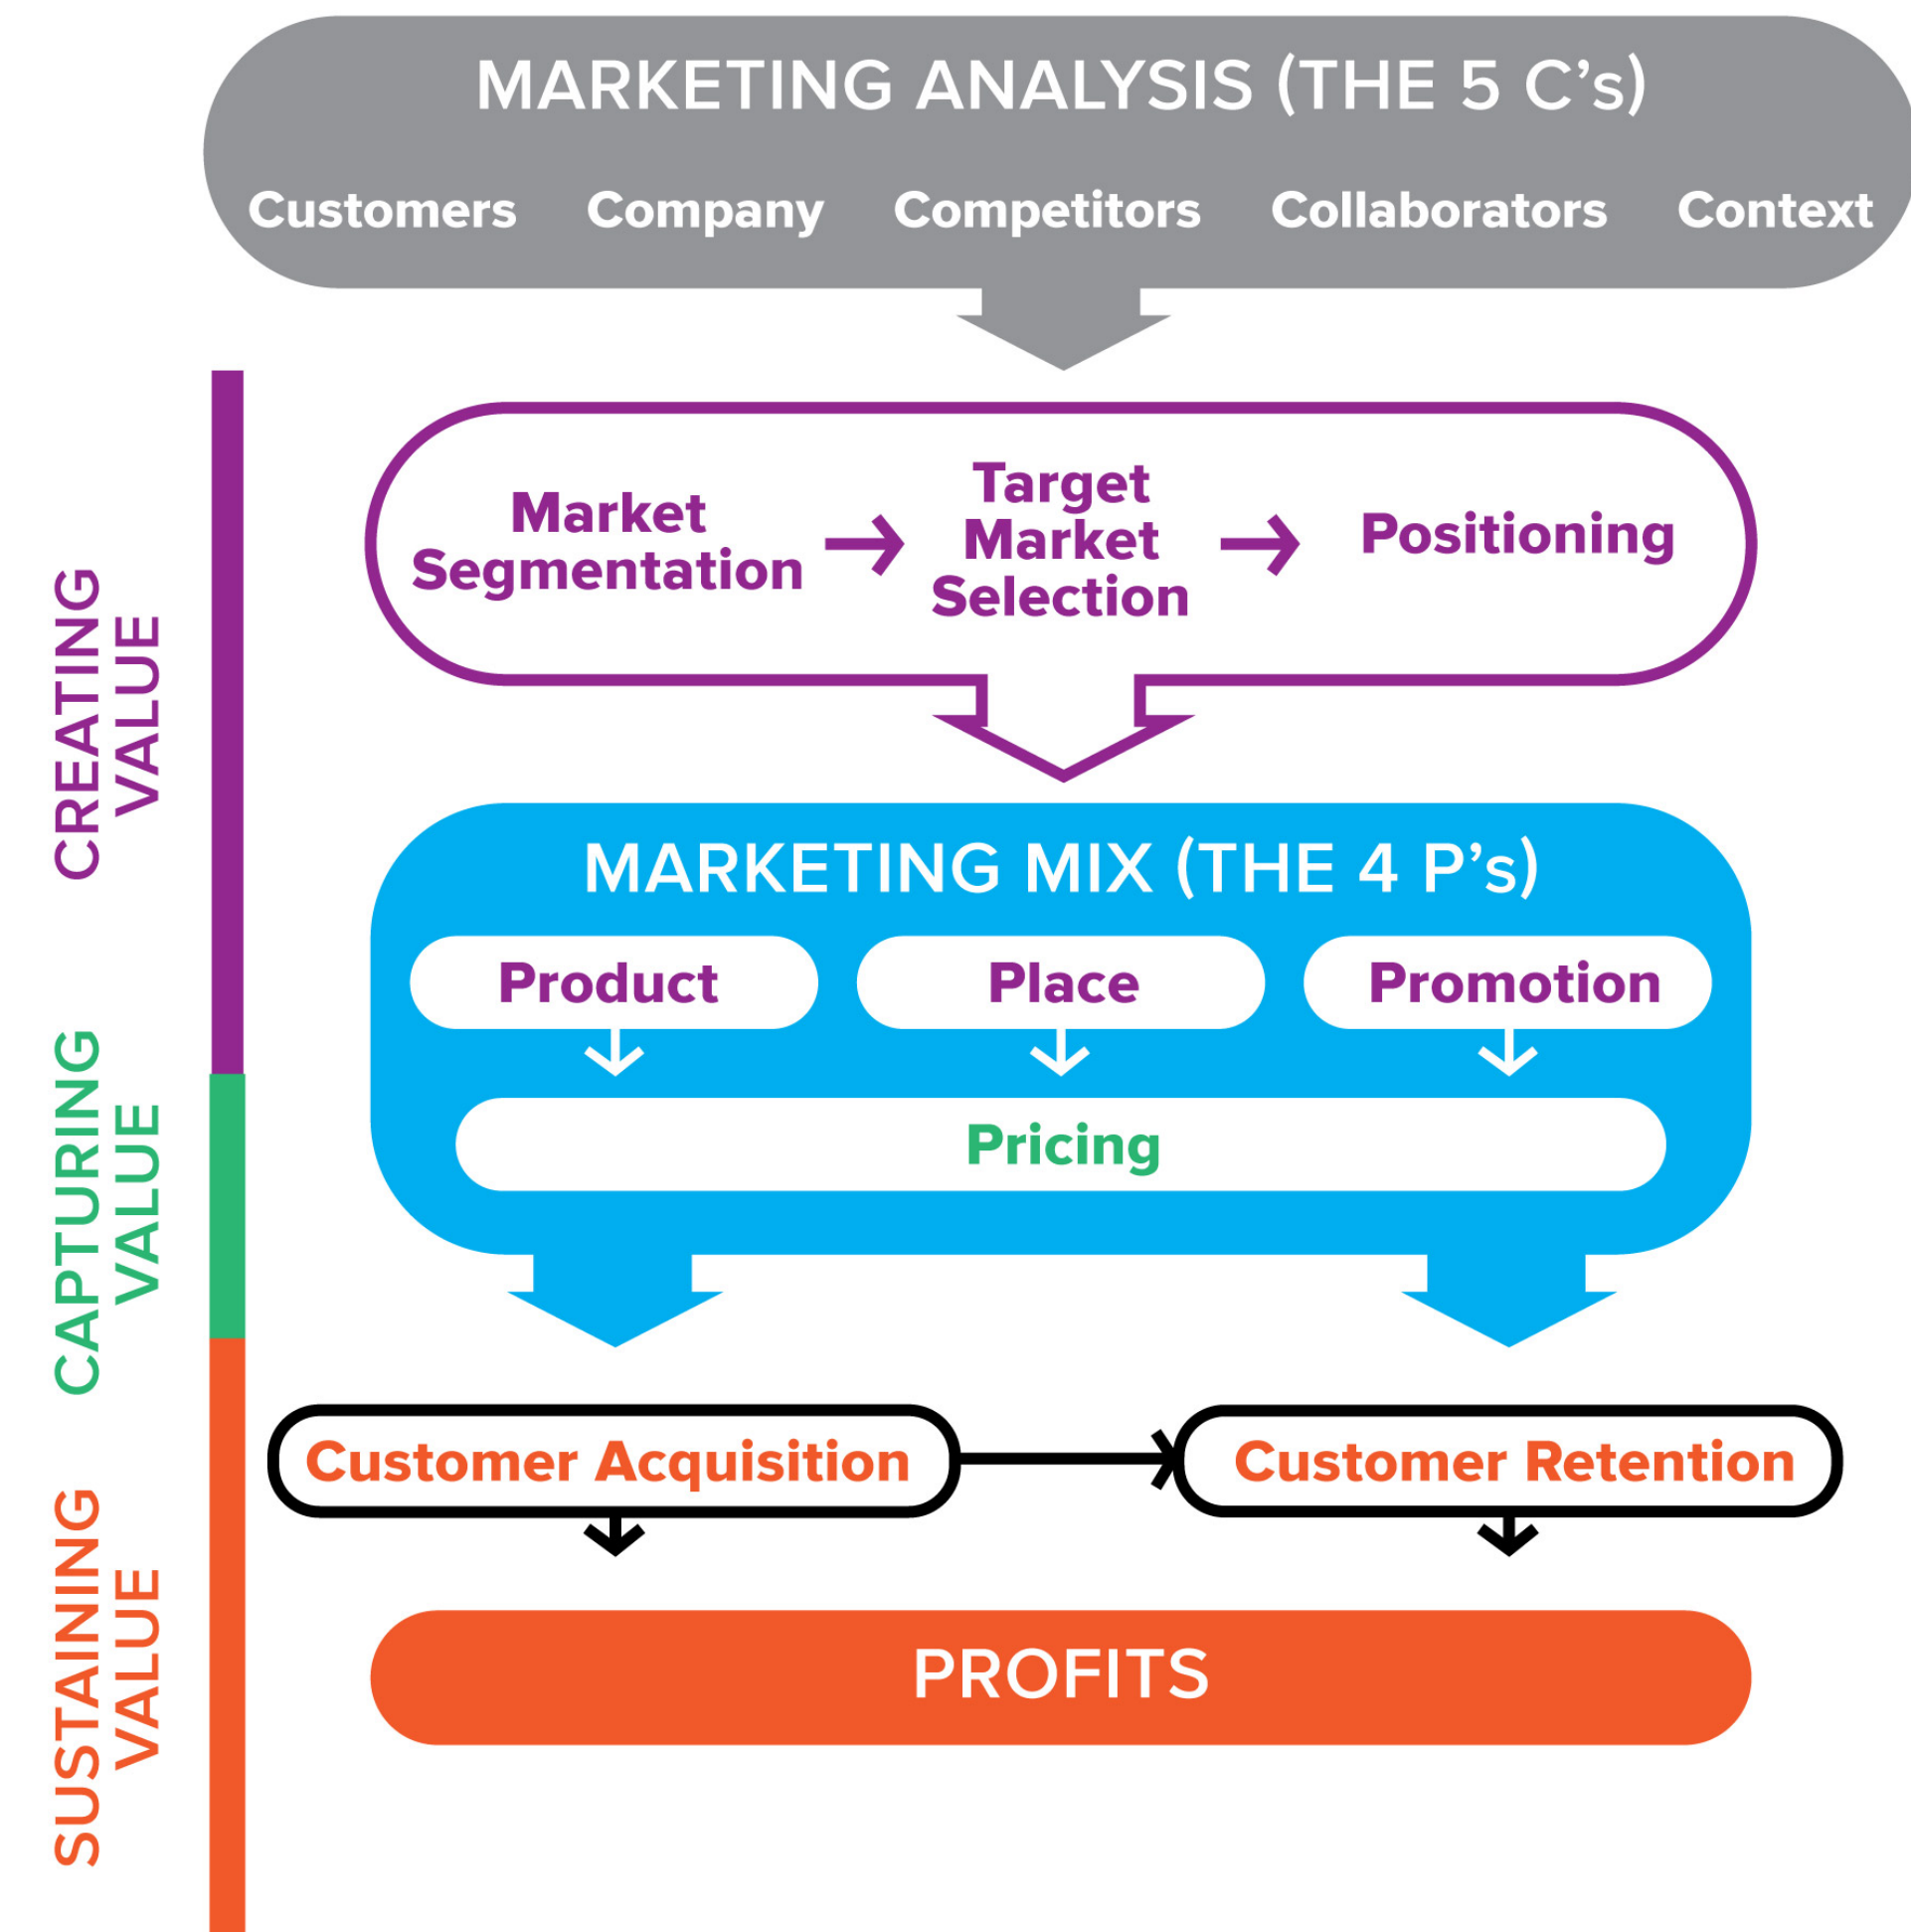 MARKETING ANALYSIS (THE 5 C's)
Customers Company Competitors Collaborators Context
CREATING
VALUE
Market
Segmentation
Target
Market
Selection
Positioning
MARKETING MIX (THE 4 P's)
Product Place Promotion
CAPTURING
VALUE
Pricing
Customer Acquisition Customer Retention
SUSTAINING
VALUE
PROFITS